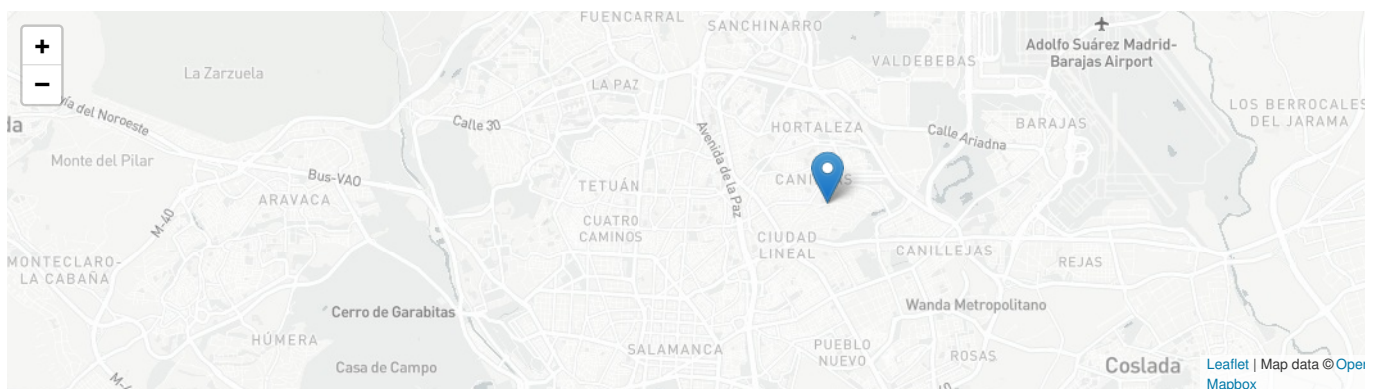 +
−
FUENCARRAL
SANCHINARRO
Adolfo Suárez Madrid-
Barajas Airport
La Zarzuela
VALDEBEBAS
LA PAZ
LOS BERROCALES
DEL JARAMA
ía del Noroeste
da
Calle 30
Avenida de la Paz
HORTALEZA
Calle Ariadna
BARAJAS
Monte del Pilar
Bus-VAO
TETUÁN
ARAVACA
M-40
CUATRO
CAMINOS
CIUDAD
LINEAL
CANILLEJAS
REJAS
MONTECLARO-
LA CABAÑA
Cerro de Garabitas
Wanda Metropolitano
HÚMERA
SALAMANCA
PUEBLO
NUEVO
ROSAS
Casa de Campo
Coslada
Leaflet | Map data © Oper
Mapbox